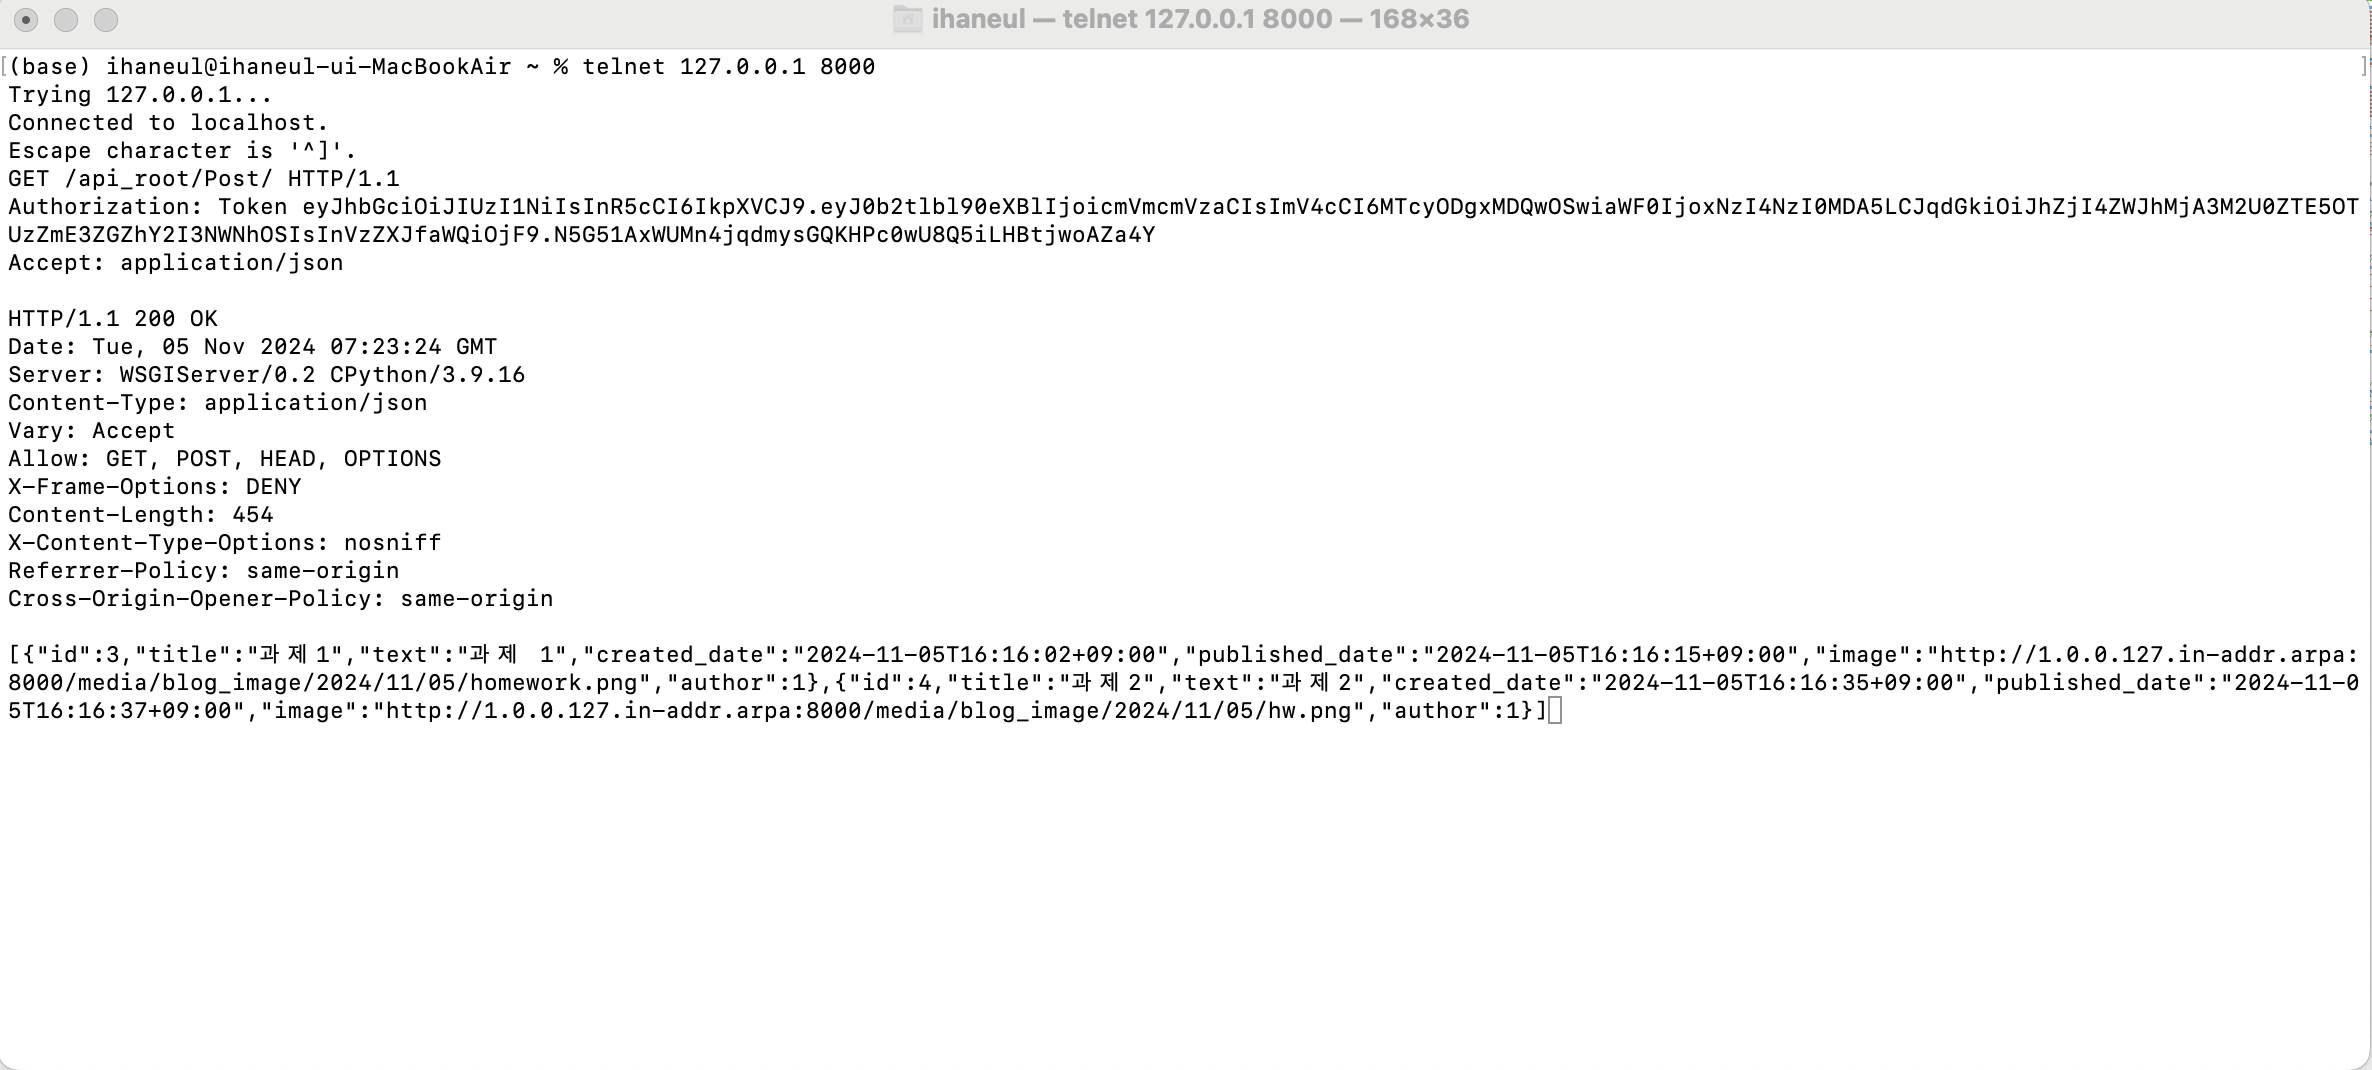 ihaneul — telnet 127.0.0.1 8000 — 168×36
(base) ihaneul@ihaneul-ui-MacBookAir ~ % telnet 127.0.0.1 8000
Trying 127.0.0.1...
Connected to localhost.
Escape character is '^]'.
GET /api_root/Post/ HTTP/1.1
Authorization: Token eyJhbGciOiJIUzI1NiIsInR5cCI6IkpXVCJ9.eyJ0b2tlbl90eXBlIjoicmVmcmVzaCIsImV4cCI6MTcyODgxMDQwOSwiaWF0IjoxNzI4NzI0MDA5LCJqdGkiOiJhZjI4ZWJhMjA3M2U0ZTE5OT
UzZmE3ZGZhY2I3NWNhOSIsInVzZXJfaWQiOjF9.N5G51AxWUMn4jqdmysGQKHPc0wU8Q5iLHBtjwoAZa4Y
Accept: application/json
HTTP/1.1 200 OK
Date: Tue, 05 Nov 2024 07:23:24 GMT
Server: WSGIServer/0.2 CPython/3.9.16
Content-Type: application/json
Vary: Accept
Allow: GET, POST, HEAD, OPTIONS
X-Frame-Options: DENY
Content-Length: 454
X-Content-Type-Options: nosniff
Referrer-Policy: same-origin
Cross-Origin-Opener-Policy: same-origin
[{"id":3,"title":"과제1","text":"과제 1","created_date":"2024-11-05T16:16:02+09:00","published_date":"2024-11-05T16:16:15+09:00","image":"http://1.0.0.127.in-addr.arpa:
8000/media/blog_image/2024/11/05/homework.png","author":1},{"id":4,"title":"과제2","text":"과제2","created_date":"2024-11-05T16:16:35+09:00","published_date":"2024-11-0
5T16:16:37+09:00","image":"http://1.0.0.127.in-addr.arpa:8000/media/blog_image/2024/11/05/hw.png","author":1}]